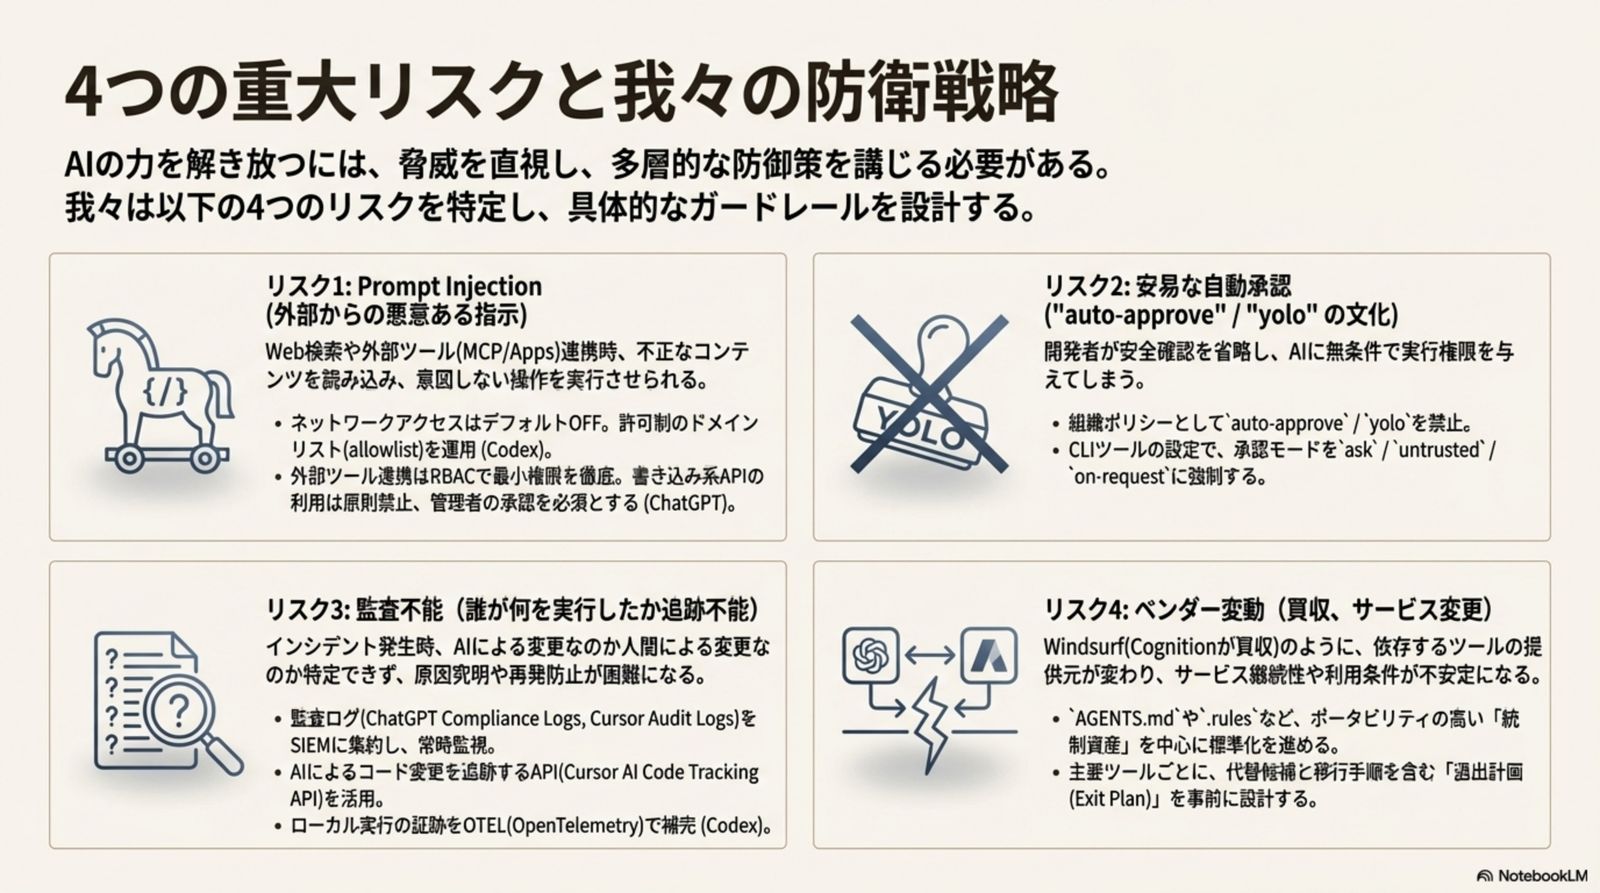 4つの重大リスクと我々の防衛戦略
AIの力を解き放つには、脅威を直視し、多層的な防御策を講じる必要がある。
我々は以下の4つのリスクを特定し、具体的なガードレールを設計する。
リスク1: Prompt Injection
(外部からの悪意ある指示)
Web検索や外部ツール(MCP/Apps)連携時、不正なコンテ
ンツを読み込み、意図しない操作を実行させられる。
• ネットワークアクセスはデフォルトOFF。許可制のドメイン
リスト(allowlist)を運用 (Codex)。
• 外部ツール連携はRBACで最小権限を徹底。書き込み系APIの
利用は原則禁止、管理者の承認を必須とする (ChatGPT)。
YOLO
リスク2: 安易な自動承認
("auto-approve" / "yolo" の文化)
開発者が安全確認を省略し、AIに無条件で実行権限を与
えてしまう。
• 組織ポリシーとして`auto-approve` / `yolo`を禁止。
• CLIツールの設定で、承認モードを`ask` / `untrusted` /
`on-request`に強制する。
リスク3: 監査不能（誰が何を実行したか追跡不能）
インシデント発生時、AIによる変更なのか人間による変更な
のか特定できず、原因究明や再発防止が困難になる。
• 監査ログ(ChatGPT Compliance Logs, Cursor Audit Logs)を
SIEMに集約し、常時監視。
• AIによるコード変更を追跡するAPI(Cursor AI Code Tracking
API)を活用。
• ローカル実行の証跡をOTEL(OpenTelemetry)で補完 (Codex)。
リスク4: ベンダー変動（買収、サービス変更）
Windsurf(Cognitionが買収)のように、依存するツールの提
供元が変わり、サービス継続性や利用条件が不安定になる。
• `AGENTS.md`や`.rules`など、ポータビリティの高い「統
制資産」を中心に標準化を進める。
• 主要ツールごとに、代替候補と移行手順を含む「出計画
(Exit Plan)」を事前に設計する。
NotebookLM